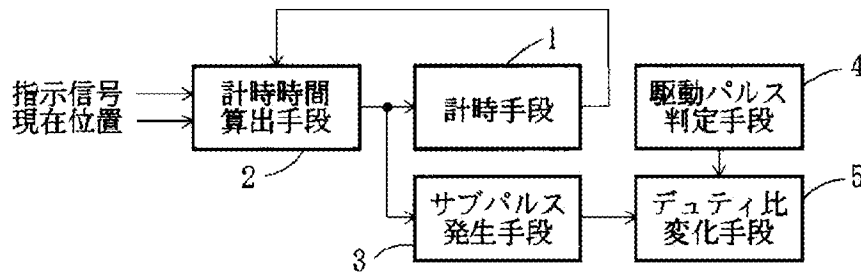 指示信号
現在位置
計時時間
算出手段
2
計時手段
1
サブパルス
発生手段
3
駆動パルス
判定手段
4
デュティ比
変化手段
5